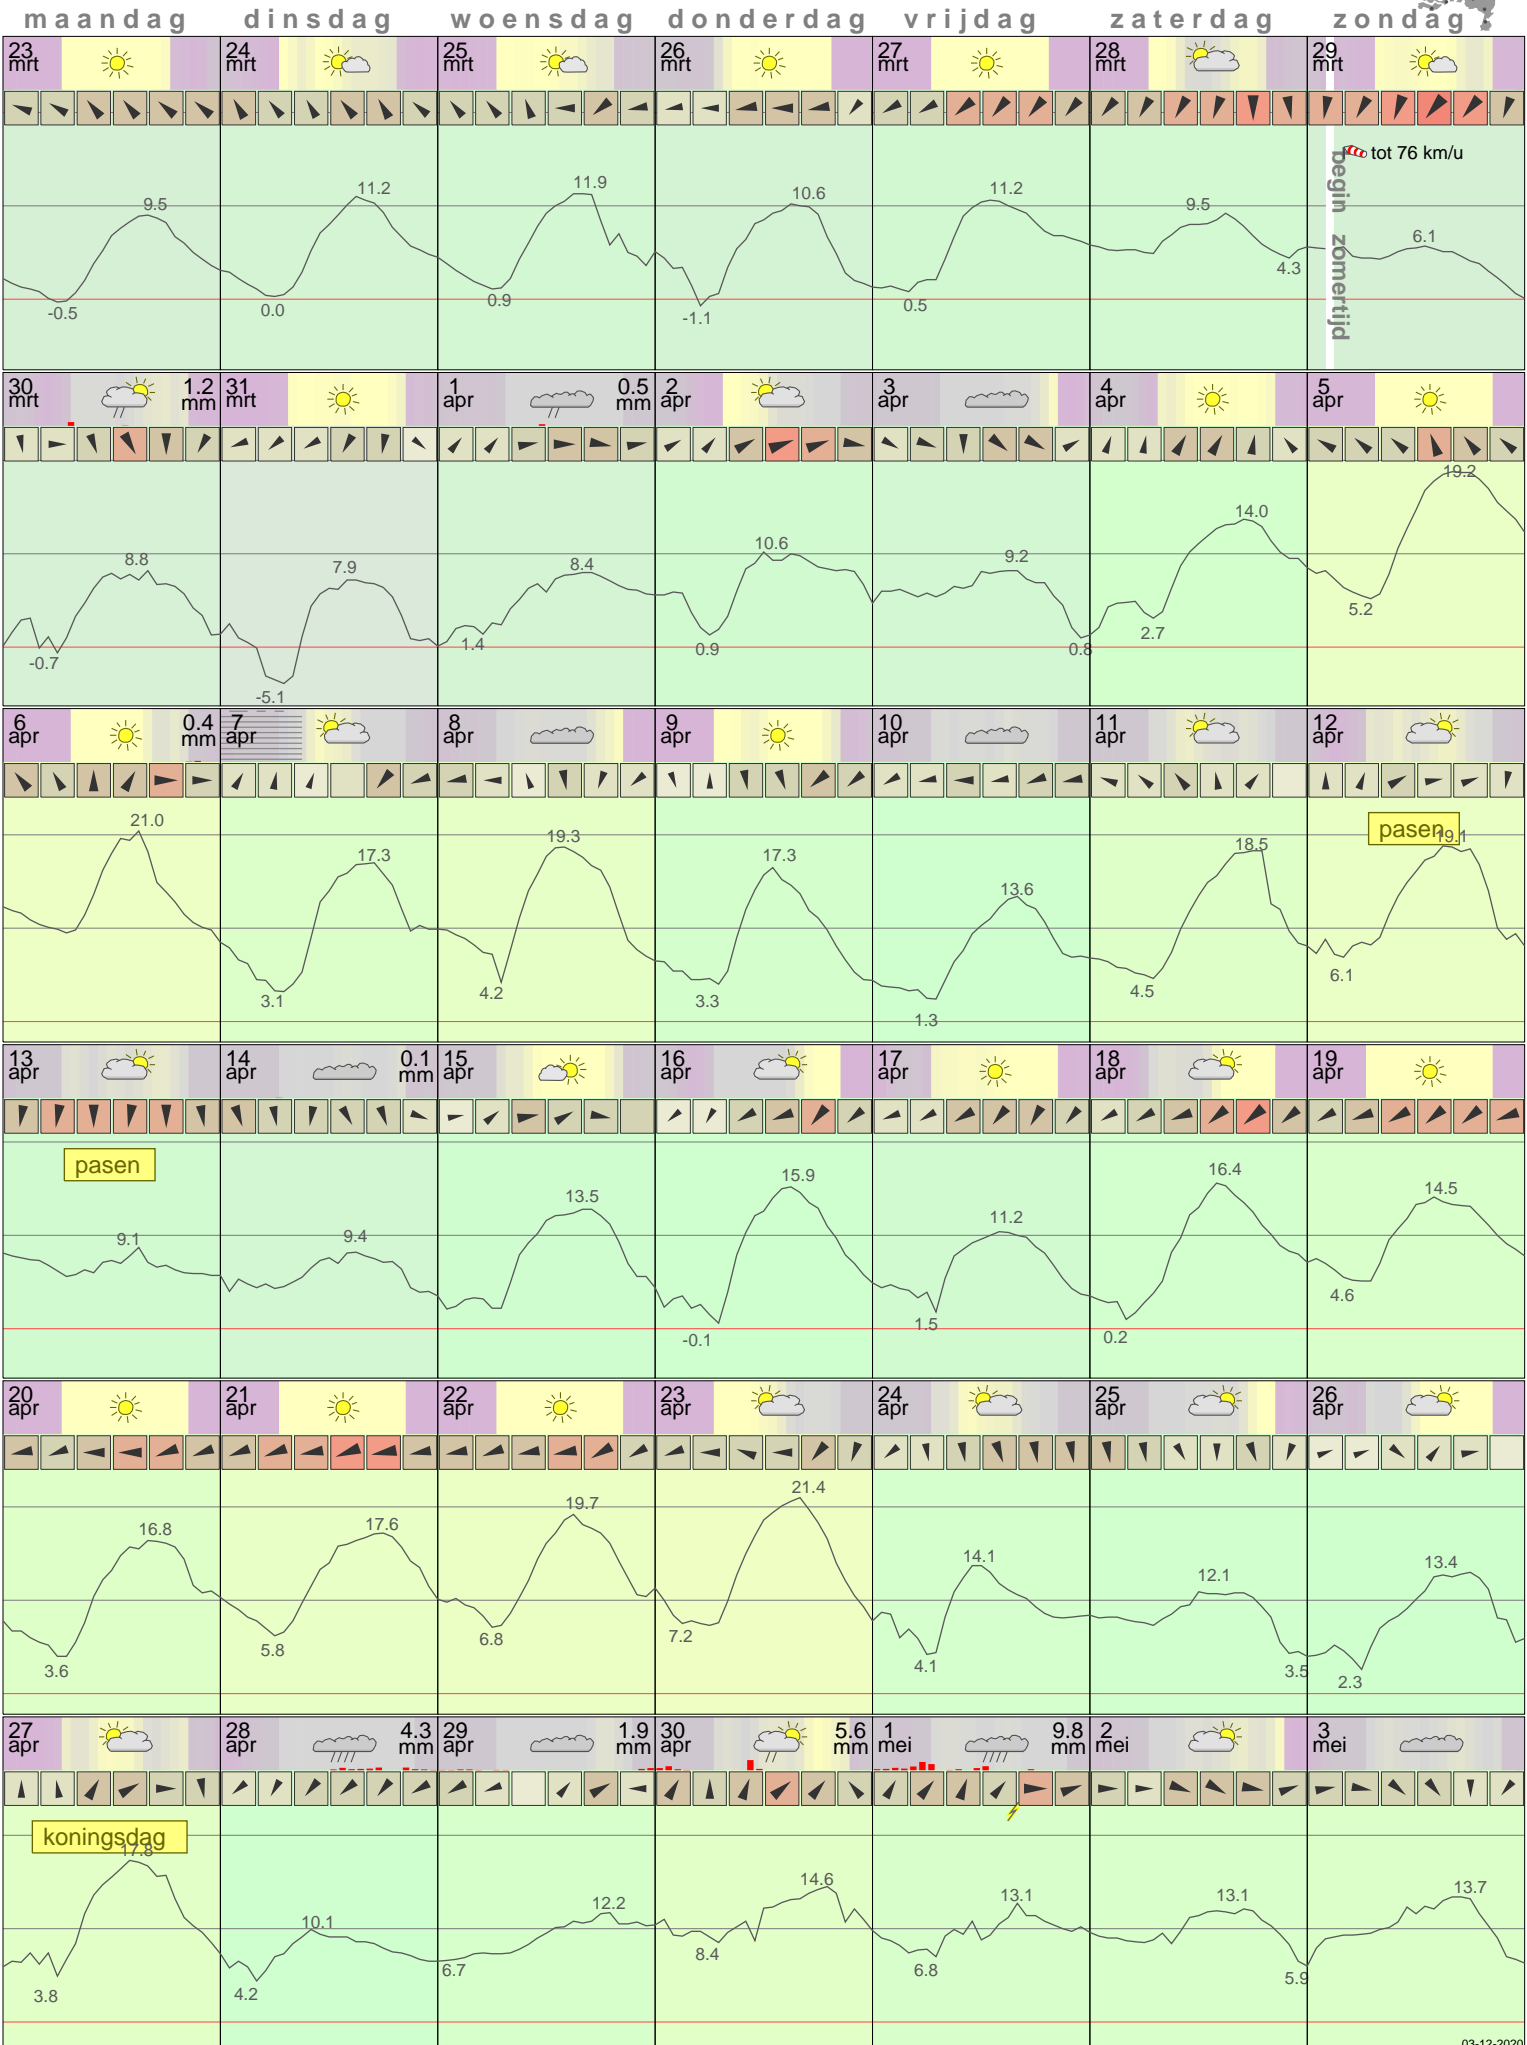 maandag dinsdag woensdag donderdag vrijdag zaterdag zondag
23 24 25 26 27 28 29
mrt mrt mrt mrt mrt mrt mrt
tot 76 km/u
begin zomertijd
9.5 11.2 11.9 10.6 11.2 9.5 6.1
-0.5 0.0 0.9 -1.1 0.5 4.3
30 1.2 31 1 0.5 2 3 4 5
mrt mm mrt apr mm apr apr apr apr
8.8 7.9 8.4 10.6 9.2 14.0 19.2
-0.7 -5.1 1.4 0.9 0.8 2.7 5.2
6 0.4 7 8 9 10 11 12
apr mm apr apr apr apr apr apr
pasen
21.0 17.3 19.3 17.3 13.6 18.5 19.1
3.1 4.2 3.3 1.3 4.5 6.1
13 14 0.1 15 16 17 18 19
apr apr mm apr apr apr apr apr
pasen
9.1 9.4 13.5 15.9 11.2 16.4 14.5
-0.1 1.5 0.2 4.6
20 21 22 23 24 25 26
apr apr apr apr apr apr apr
16.8 17.6 19.7 21.4 14.1 12.1 13.4
3.6 5.8 6.8 7.2 4.1 3.5 2.3
27 28 4.3 29 1.9 30 5.6 1 9.8 2 3
apr apr mm apr mm apr mm mei mm mei mei
koningsdag
17.8 10.1 12.2 14.6 13.1 13.1 13.7
3.8 4.2 6.7 8.4 6.8 5.9
03-12-2020